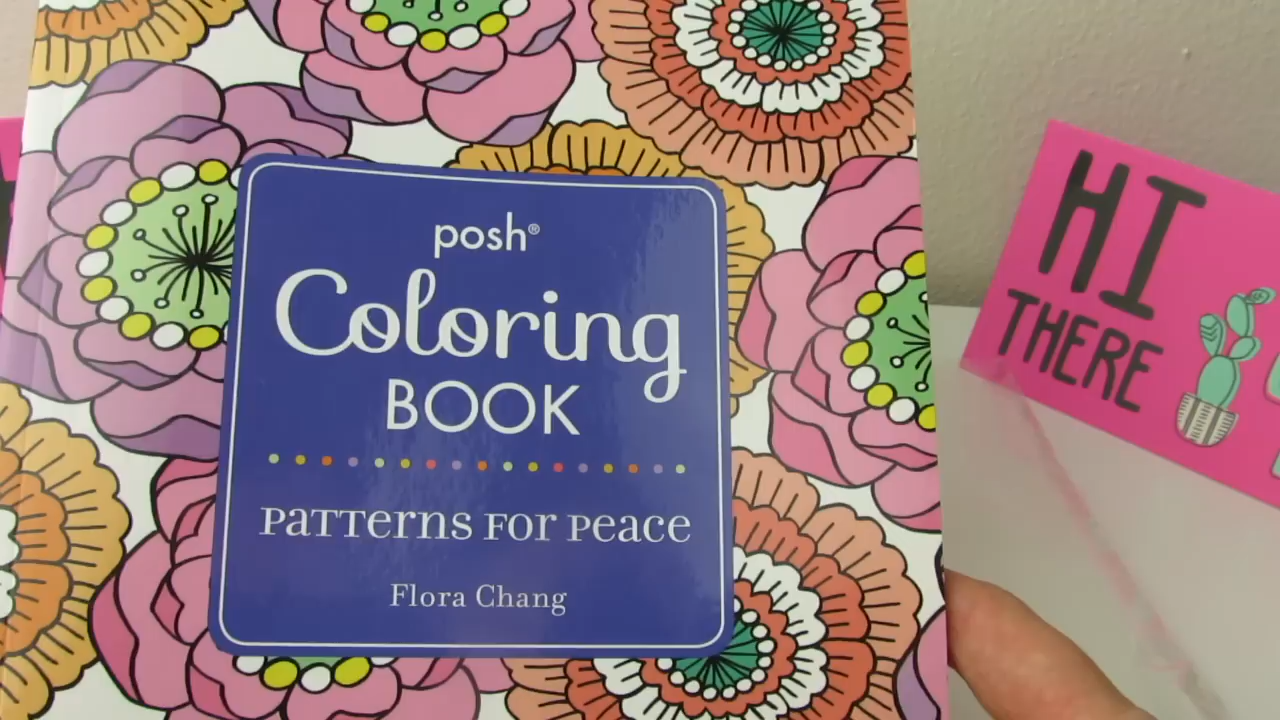 posh®
Coloring
BOOK
PaTTerns FOR Peace
Flora Chang
HI
THERE